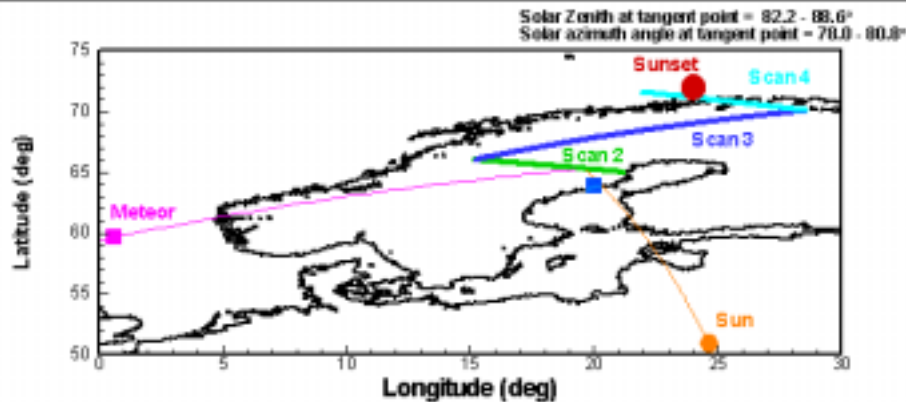 Solar Zenith at tangent point = 82.2 - 88.6°
Solar azimuth angle at tangent point = 78.0 - 80.8°
75
70
65
60
55
50
Latitude (deg)
Sunset
Scan 4
Scan 3
Scan 2
Meteor
Sun
0
5
10
15
20
25
30
Longitude (deg)